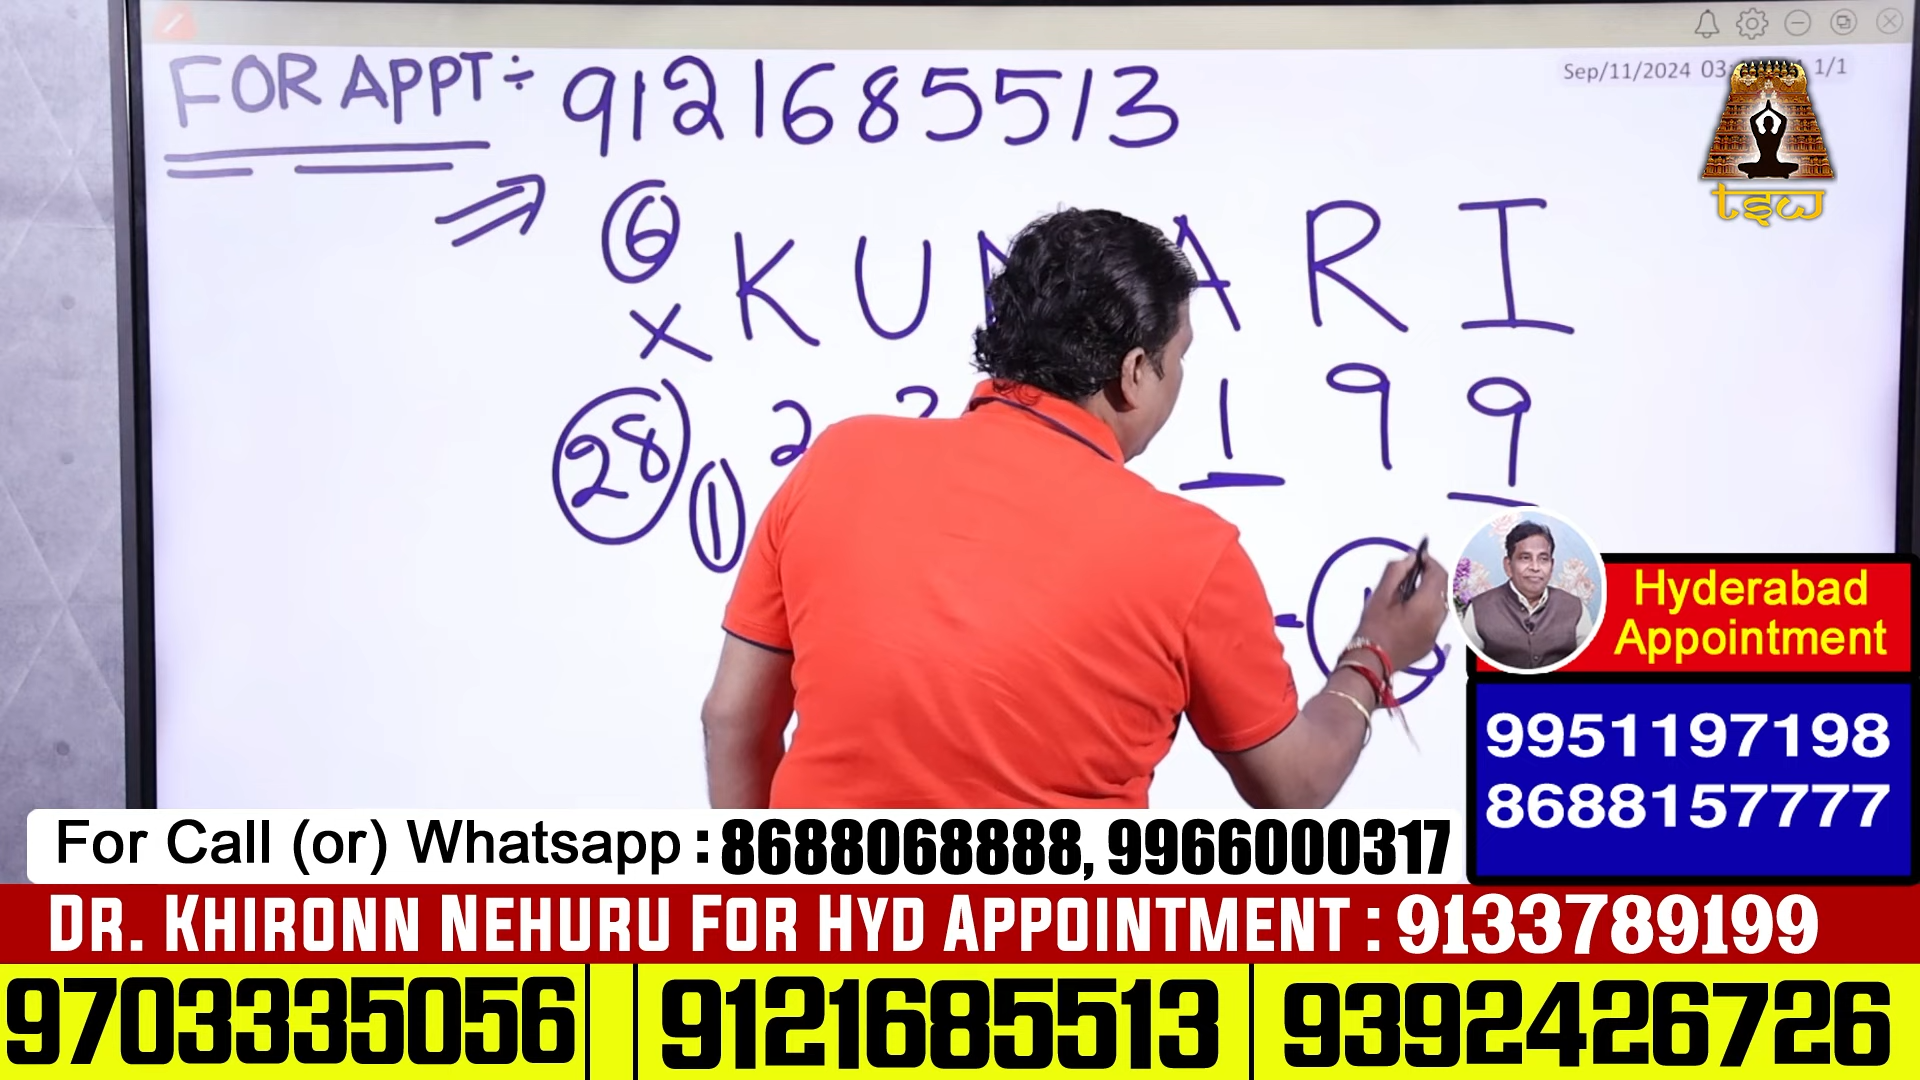 Sep/11/2024 03 1/1
FOR APPT ÷ 9121685513
tsw
⇒ 6 K U A R I
×
28 2 1 9 9
1
Hyderabad
Appointment
9951197198
8688157777
For Call (or) Whatsapp : 8688068888, 9966000317
Dr. Khironn Nehuru For Hyd Appointment : 9133789199
9703335056 9121685513 9392426726